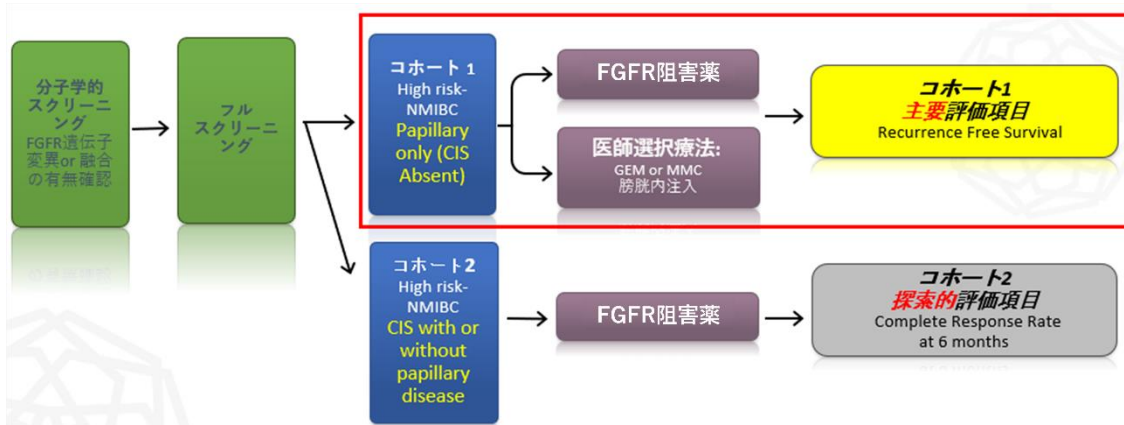 分子学的
スクリーニ
ング
FGFR遺伝子
変異or 融合
の有無確認
フル
スクリーニ
ング
コホート 1
High risk-
NMIBC
Papillary
only (CIS
Absent)
FGFR阻害薬
医師選択療法:
GEM or MMC
膀胱内注入
コホート1
主要評価項目
Recurrence Free Survival
コホート2
High risk-
NMIBC
CIS with or
without
papillary
disease
FGFR阻害薬
コホート2
探索的評価項目
Complete Response Rate
at 6 months